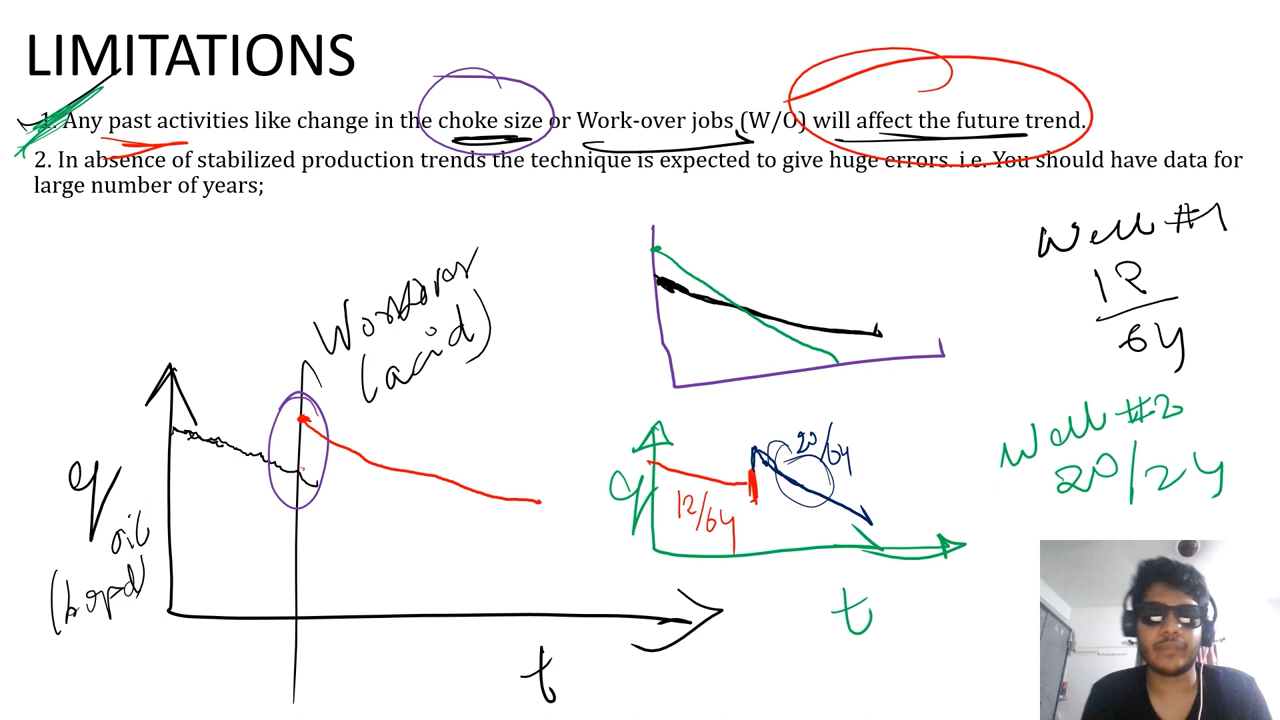 LIMITATIONS
1. Any past activities like change in the choke size or Work-over jobs (W/O) will affect the future trend.
2. In absence of stabilized production trends the technique is expected to give huge errors. i.e. You should have data for
large number of years;
Well #1
12
64
Workover
(acid)
Well #2
20/24
q
oil
(bopd)
t
q
12/64
20/64
t